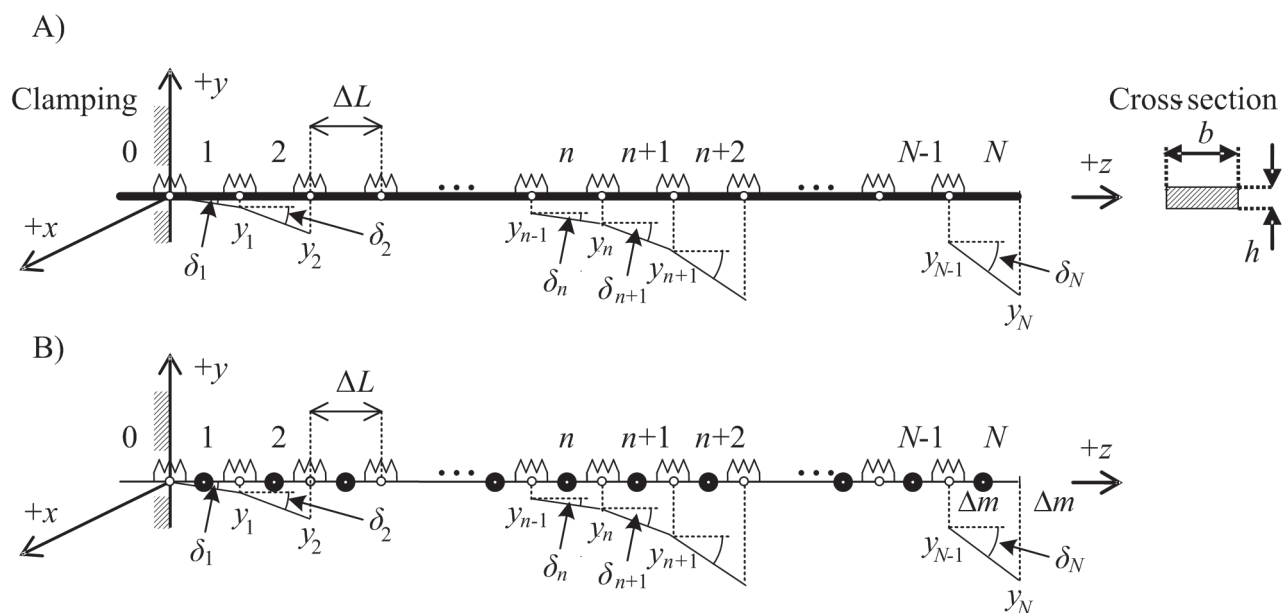 A)
Clamping
+y
ΔL
Cross-section
b
0 1 2 n n+1 n+2 N-1 N
+z
+x
δ1 y1 y2 δ2 yn-1 yn yn+1 δn δn+1 yN-1 δN yN
h
B)
+y
ΔL
0 1 2 n n+1 n+2 N-1 N
+z
+x
Δm Δm
δ1 y1 y2 δ2 yn-1 yn yn+1 δn δn+1 yN-1 δN yN